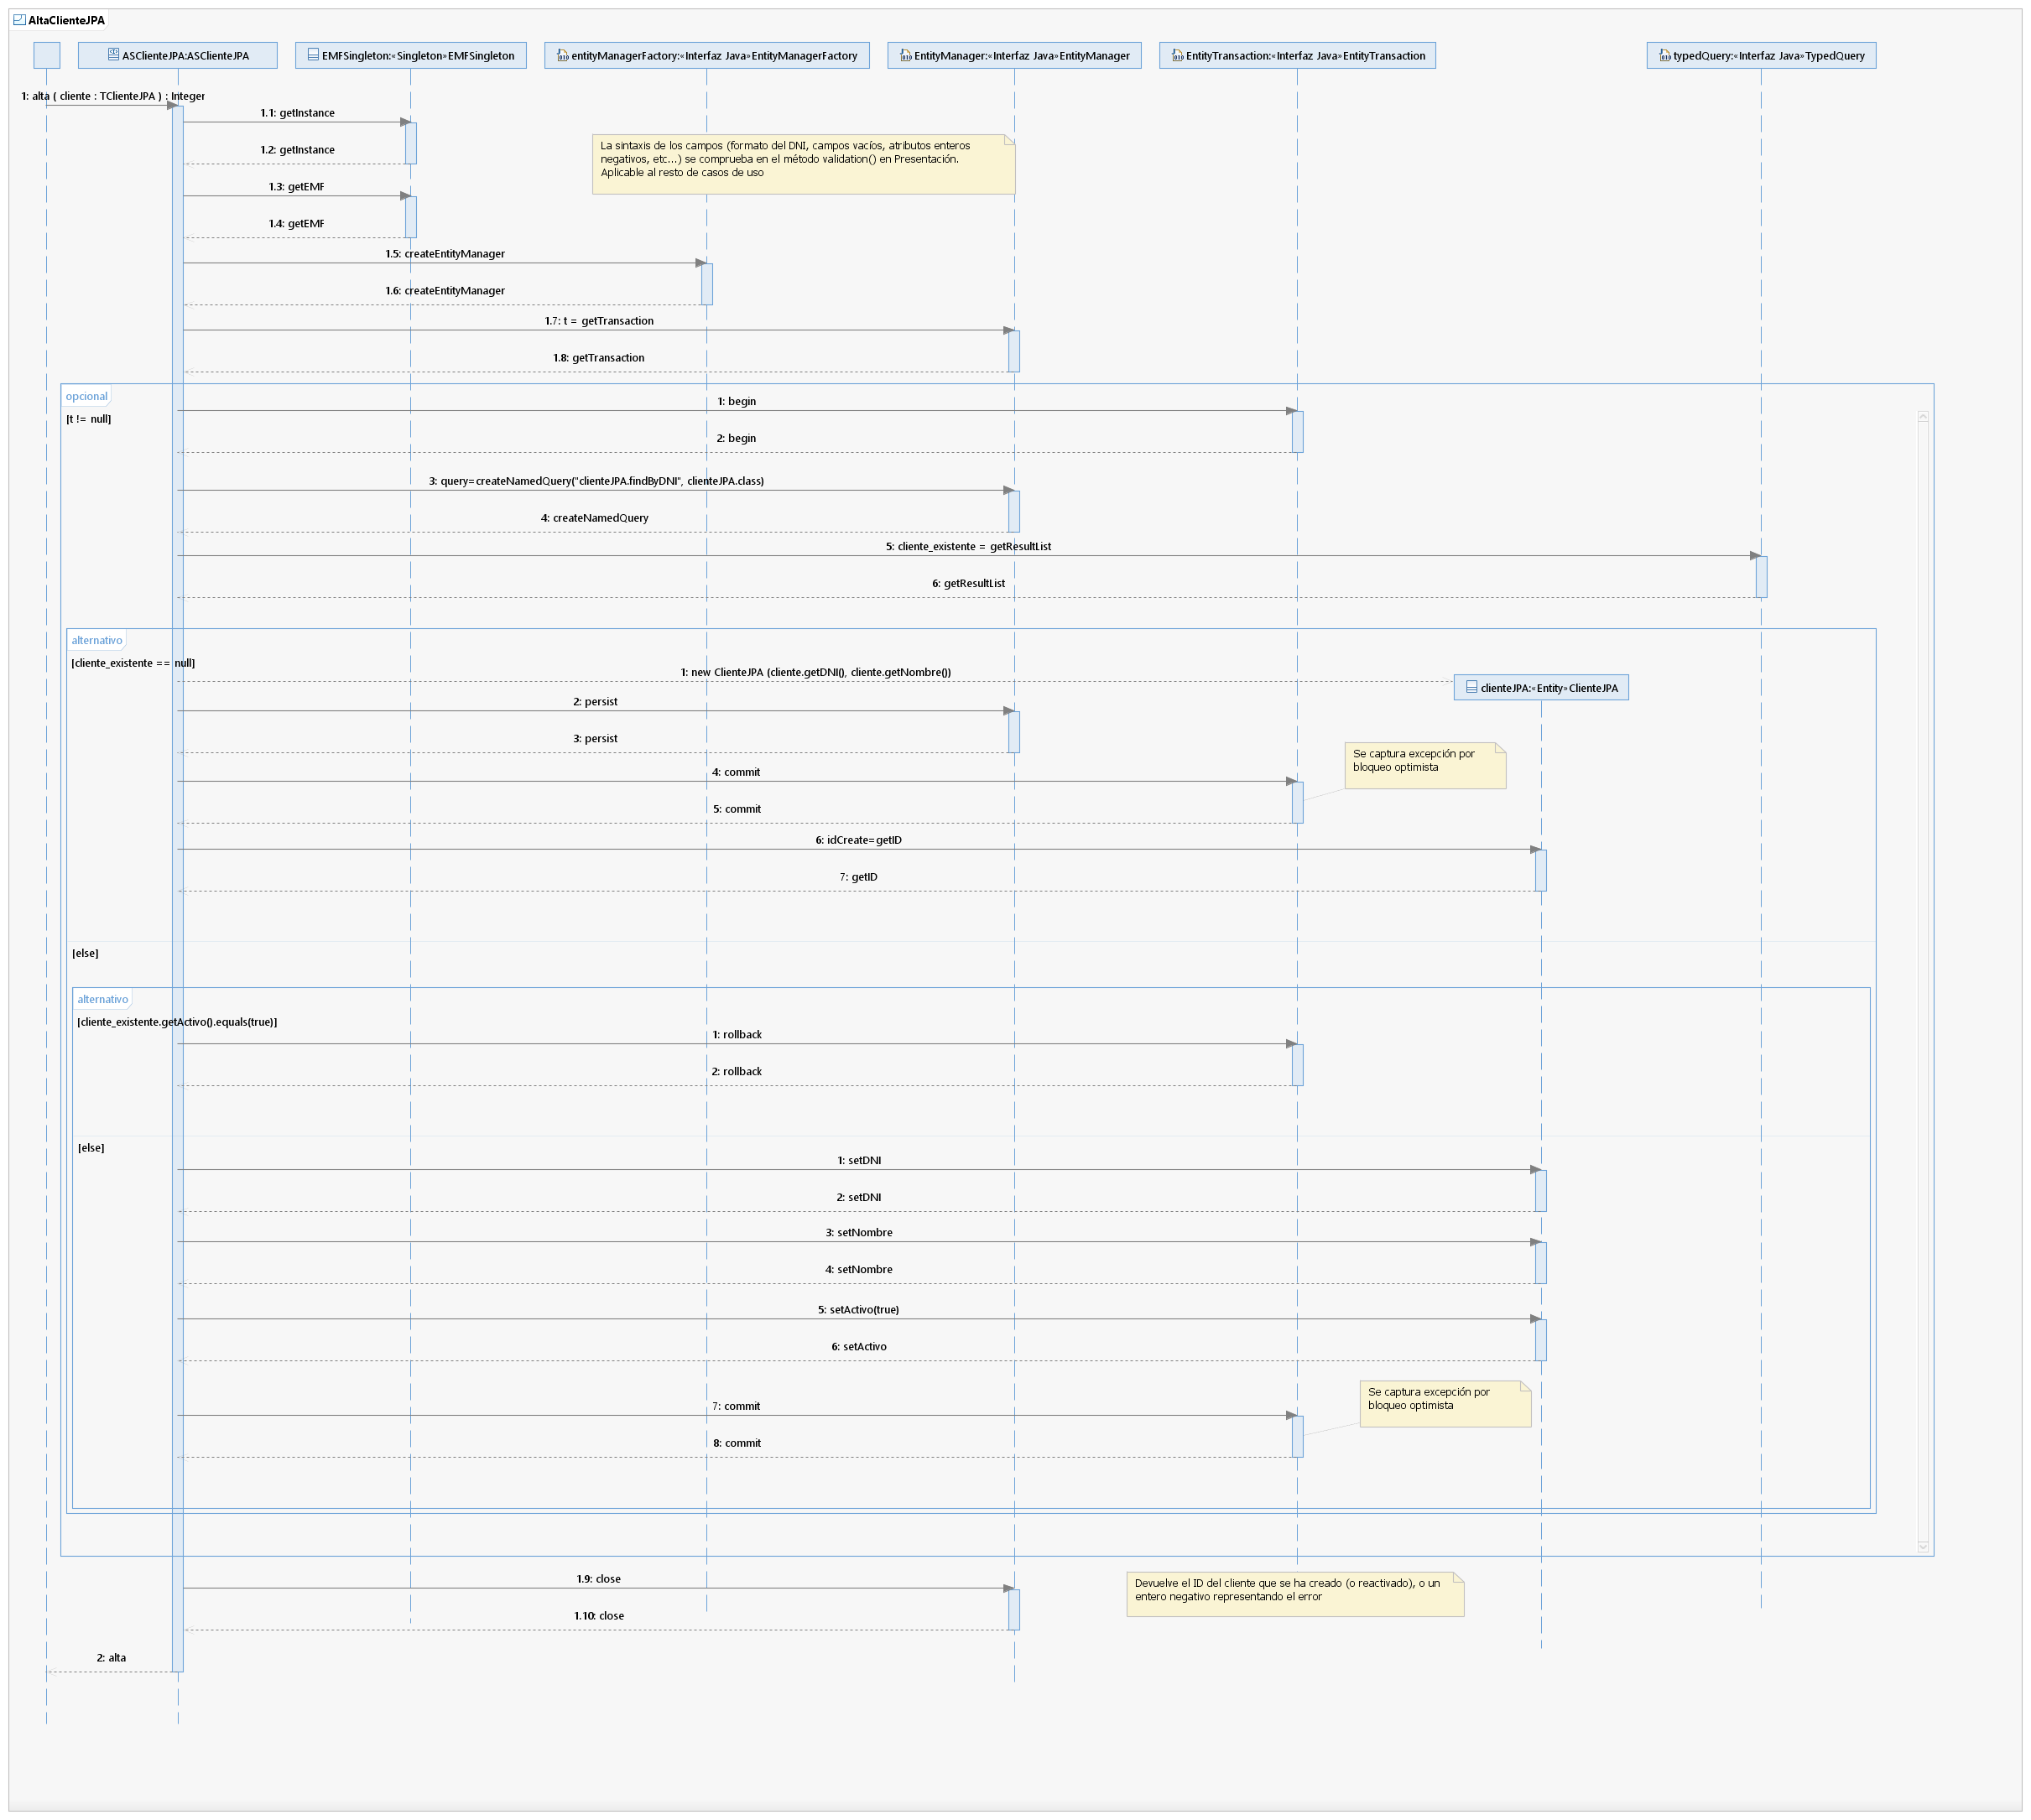 AltaClienteJPA
ASClienteJPA:ASClienteJPA
EMFSingleton:«Singleton»EMFSingleton
entityManagerFactory:«Interfaz Java»EntityManagerFactory
EntityManager:«Interfaz Java»EntityManager
EntityTransaction:«Interfaz Java»EntityTransaction
typedQuery:«Interfaz Java»TypedQuery
1: alta ( cliente : TClienteJPA ) : Integer
1.1: getInstance
1.2: getInstance
La sintaxis de los campos (formato del DNI, campos vacíos, atributos enteros
negativos, etc...) se comprueba en el método validation() en Presentación.
Aplicable al resto de casos de uso
1.3: getEMF
1.4: getEMF
1.5: createEntityManager
1.6: createEntityManager
1.7: t = getTransaction
1.8: getTransaction
opcional
[t != null]
1: begin
2: begin
3: query=createNamedQuery("clienteJPA.findByDNI", clienteJPA.class)
4: createNamedQuery
5: cliente_existente = getResultList
6: getResultList
alternativo
[cliente_existente == null]
1: new ClienteJPA (cliente.getDNI(), cliente.getNombre())
clienteJPA:«Entity»ClienteJPA
2: persist
3: persist
Se captura excepción por
bloqueo optimista
4: commit
5: commit
6: idCreate=getID
7: getID
[else]
alternativo
[cliente_existente.getActivo().equals(true)]
1: rollback
2: rollback
[else]
1: setDNI
2: setDNI
3: setNombre
4: setNombre
5: setActivo(true)
6: setActivo
Se captura excepción por
bloqueo optimista
7: commit
8: commit
1.9: close
Devuelve el ID del cliente que se ha creado (o reactivado), o un
entero negativo representando el error
1.10: close
2: alta